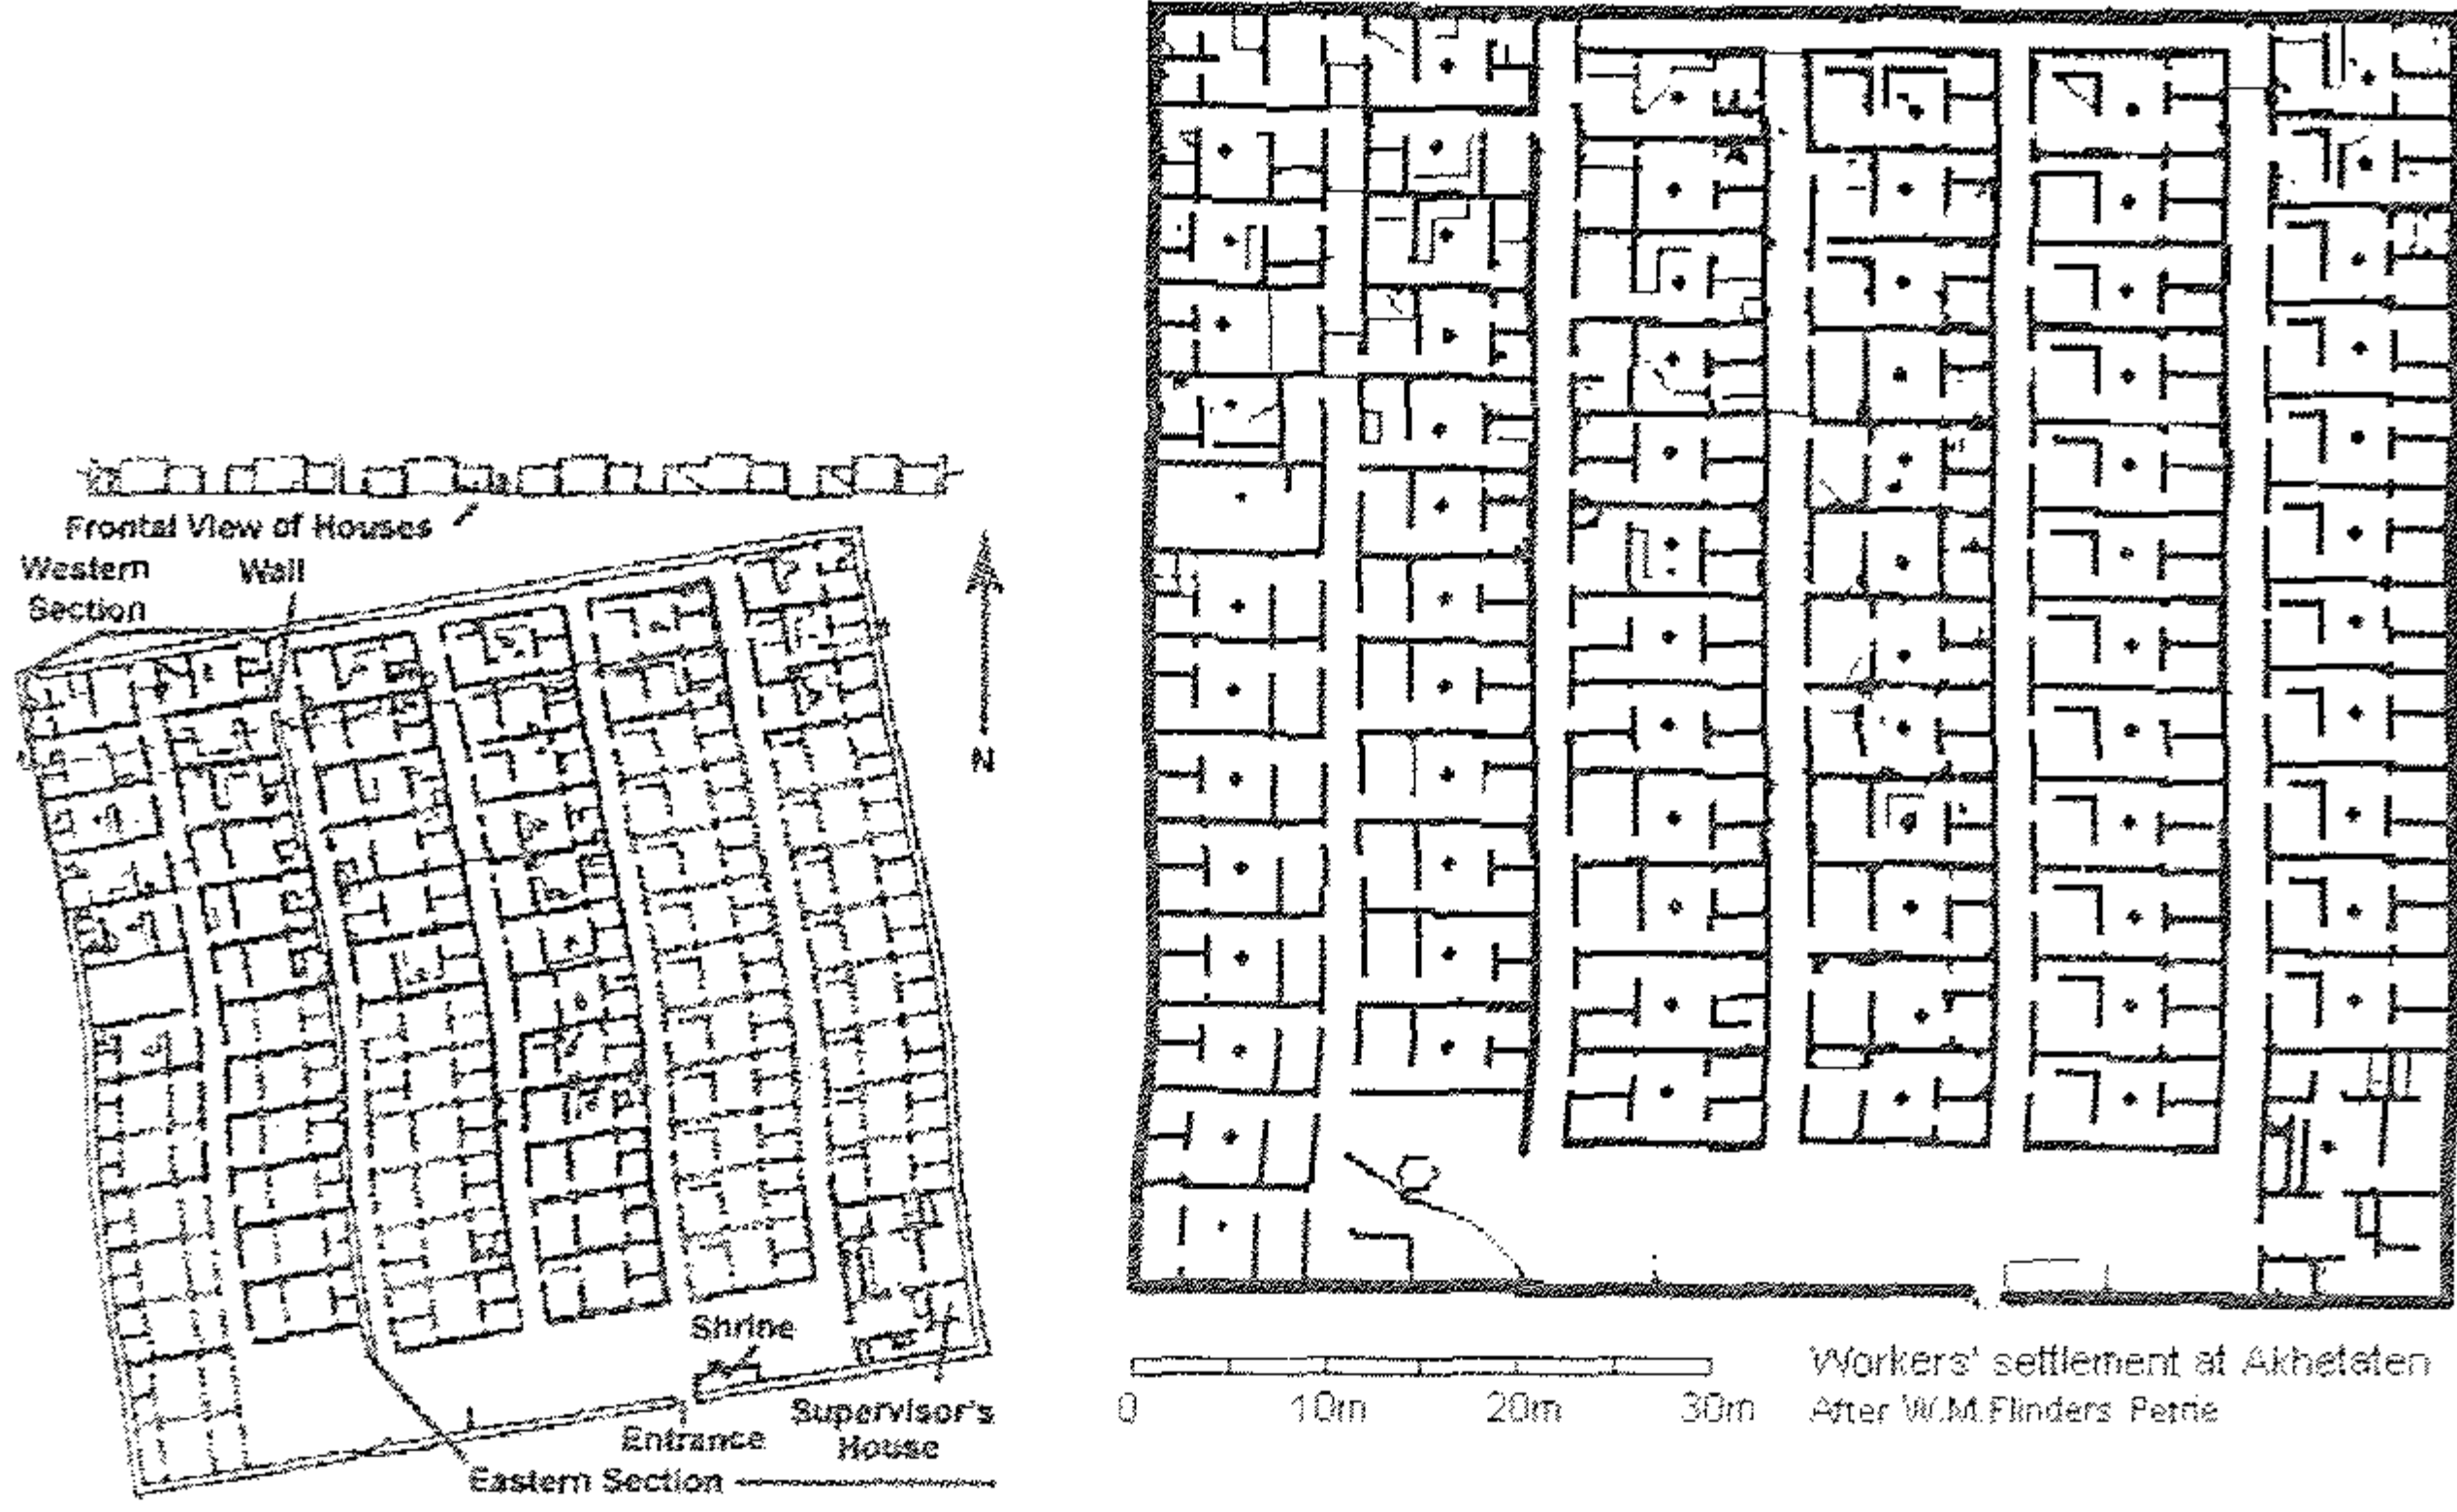 Frontal View of Houses
Western
Section
Wall
N
Shrine
Supervisor's
House
Entrance
Eastern Section
0 10m 20m 30m
Workers' settlement at Akhetaten
After W.M.Flinders Petrie